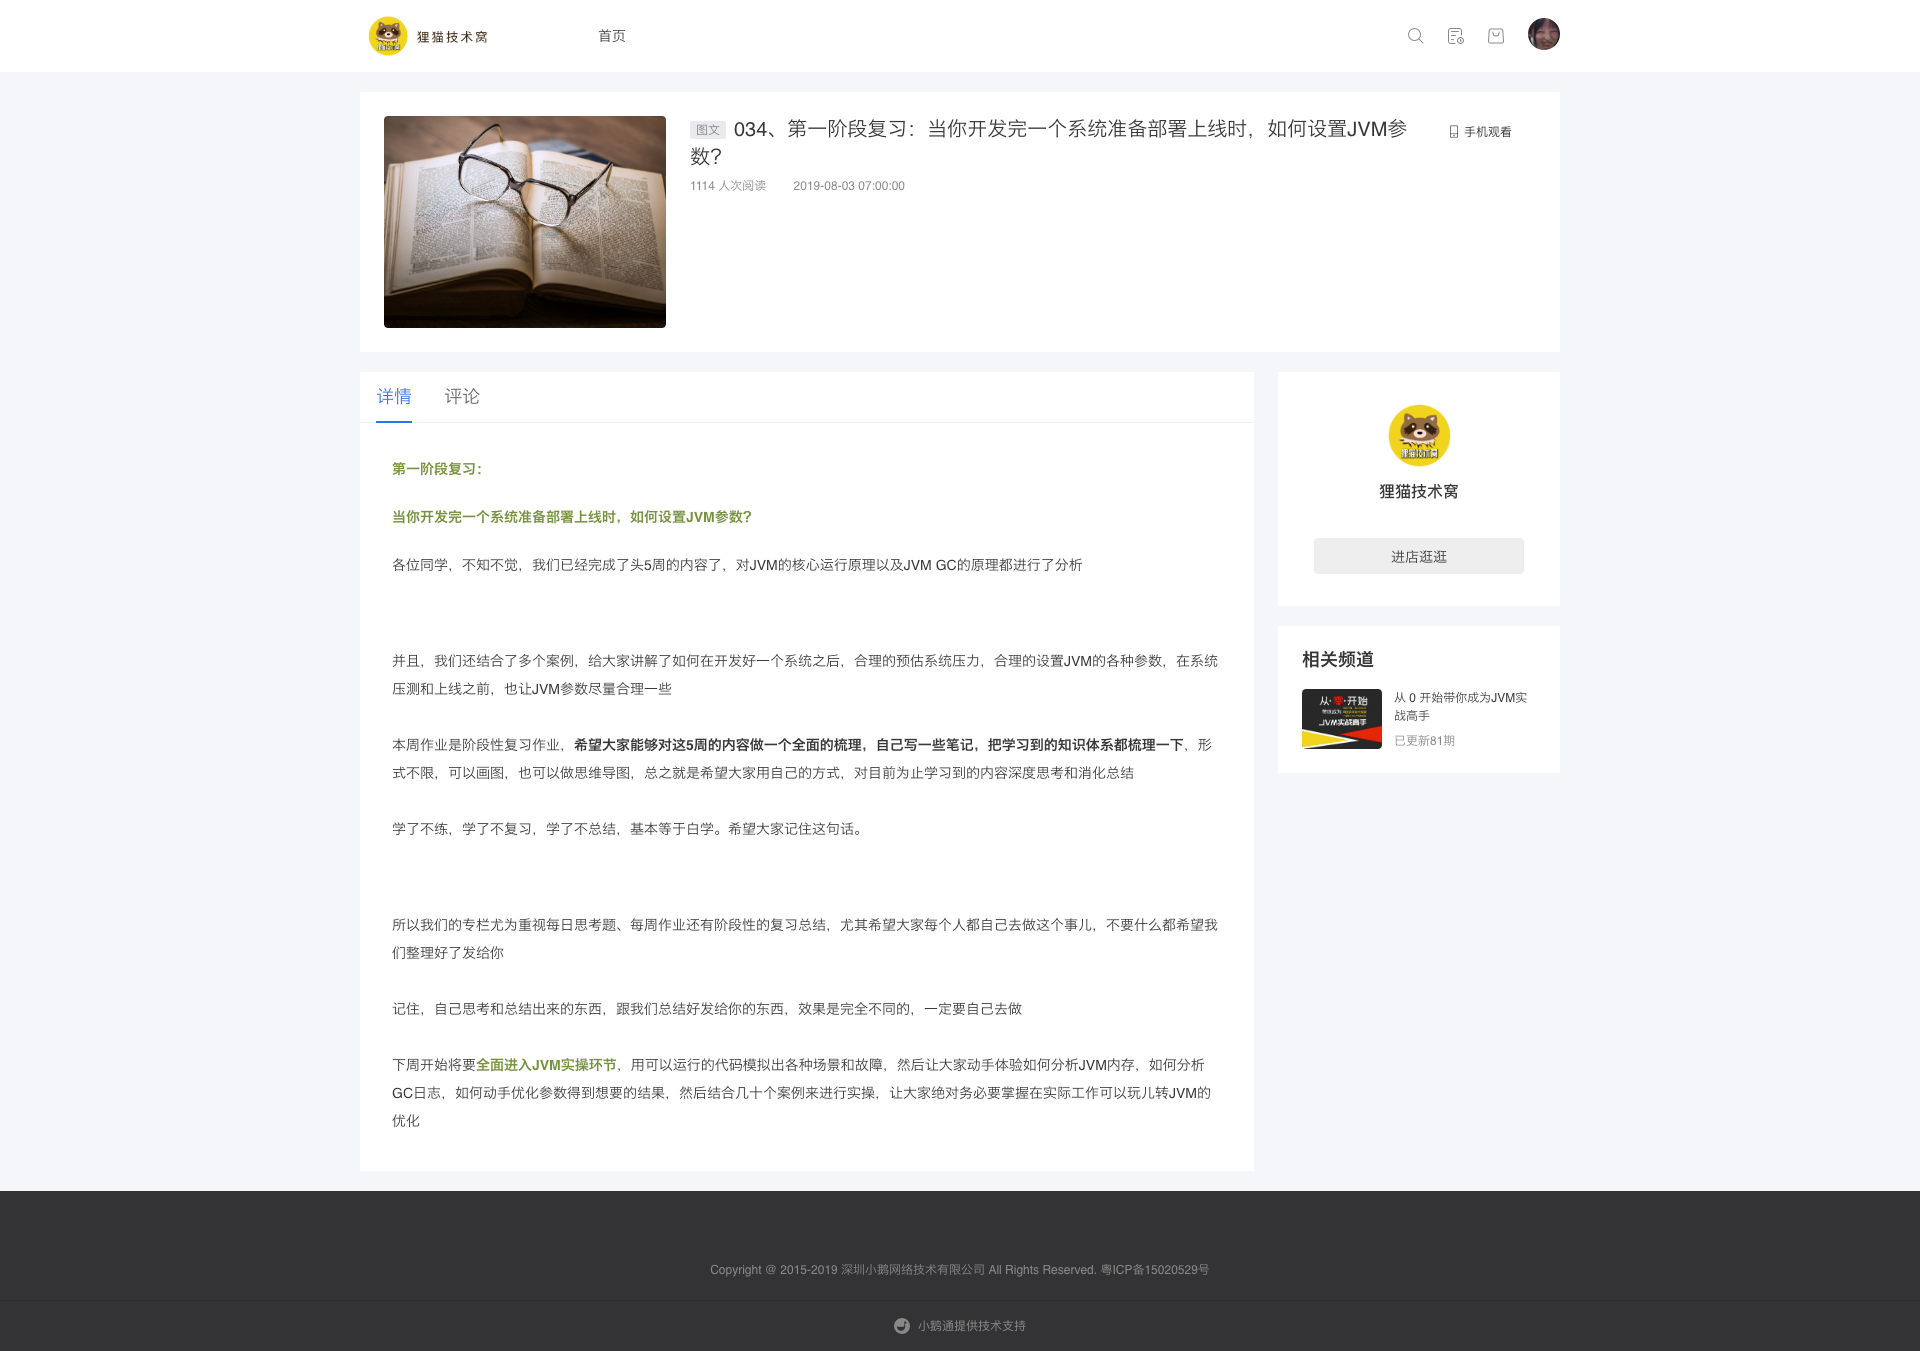 狸猫技术窝
首页
图文 034、第一阶段复习：当你开发完一个系统准备部署上线时，如何设置JVM参
数？
手机观看
1114 人次阅读 2019-08-03 07:00:00
详情 评论
第一阶段复习：
当你开发完一个系统准备部署上线时，如何设置JVM参数？
各位同学，不知不觉，我们已经完成了头5周的内容了，对JVM的核心运行原理以及JVM GC的原理都进行了分析
并且，我们还结合了多个案例，给大家讲解了如何在开发好一个系统之后，合理的预估系统压力，合理的设置JVM的各种参数，在系统
压测和上线之前，也让JVM参数尽量合理一些
本周作业是阶段性复习作业，希望大家能够对这5周的内容做一个全面的梳理，自己写一些笔记，把学习到的知识体系都梳理一下，形
式不限，可以画图，也可以做思维导图，总之就是希望大家用自己的方式，对目前为止学习到的内容深度思考和消化总结
学了不练，学了不复习，学了不总结，基本等于白学。希望大家记住这句话。
所以我们的专栏尤为重视每日思考题、每周作业还有阶段性的复习总结，尤其希望大家每个人都自己去做这个事儿，不要什么都希望我
们整理好了发给你
记住，自己思考和总结出来的东西，跟我们总结好发给你的东西，效果是完全不同的，一定要自己去做
下周开始将要全面进入JVM实操环节，用可以运行的代码模拟出各种场景和故障，然后让大家动手体验如何分析JVM内存，如何分析
GC日志，如何动手优化参数得到想要的结果，然后结合几十个案例来进行实操，让大家绝对务必要掌握在实际工作可以玩儿转JVM的
优化
狸猫技术窝
狸猫技术窝
进店逛逛
相关频道
从·零·开始
带你成为
JVM实战高手
从 0 开始带你成为JVM实
战高手
已更新81期
Copyright @ 2015-2019 深圳小鹅网络技术有限公司 All Rights Reserved. 粤ICP备15020529号
小鹅通提供技术支持